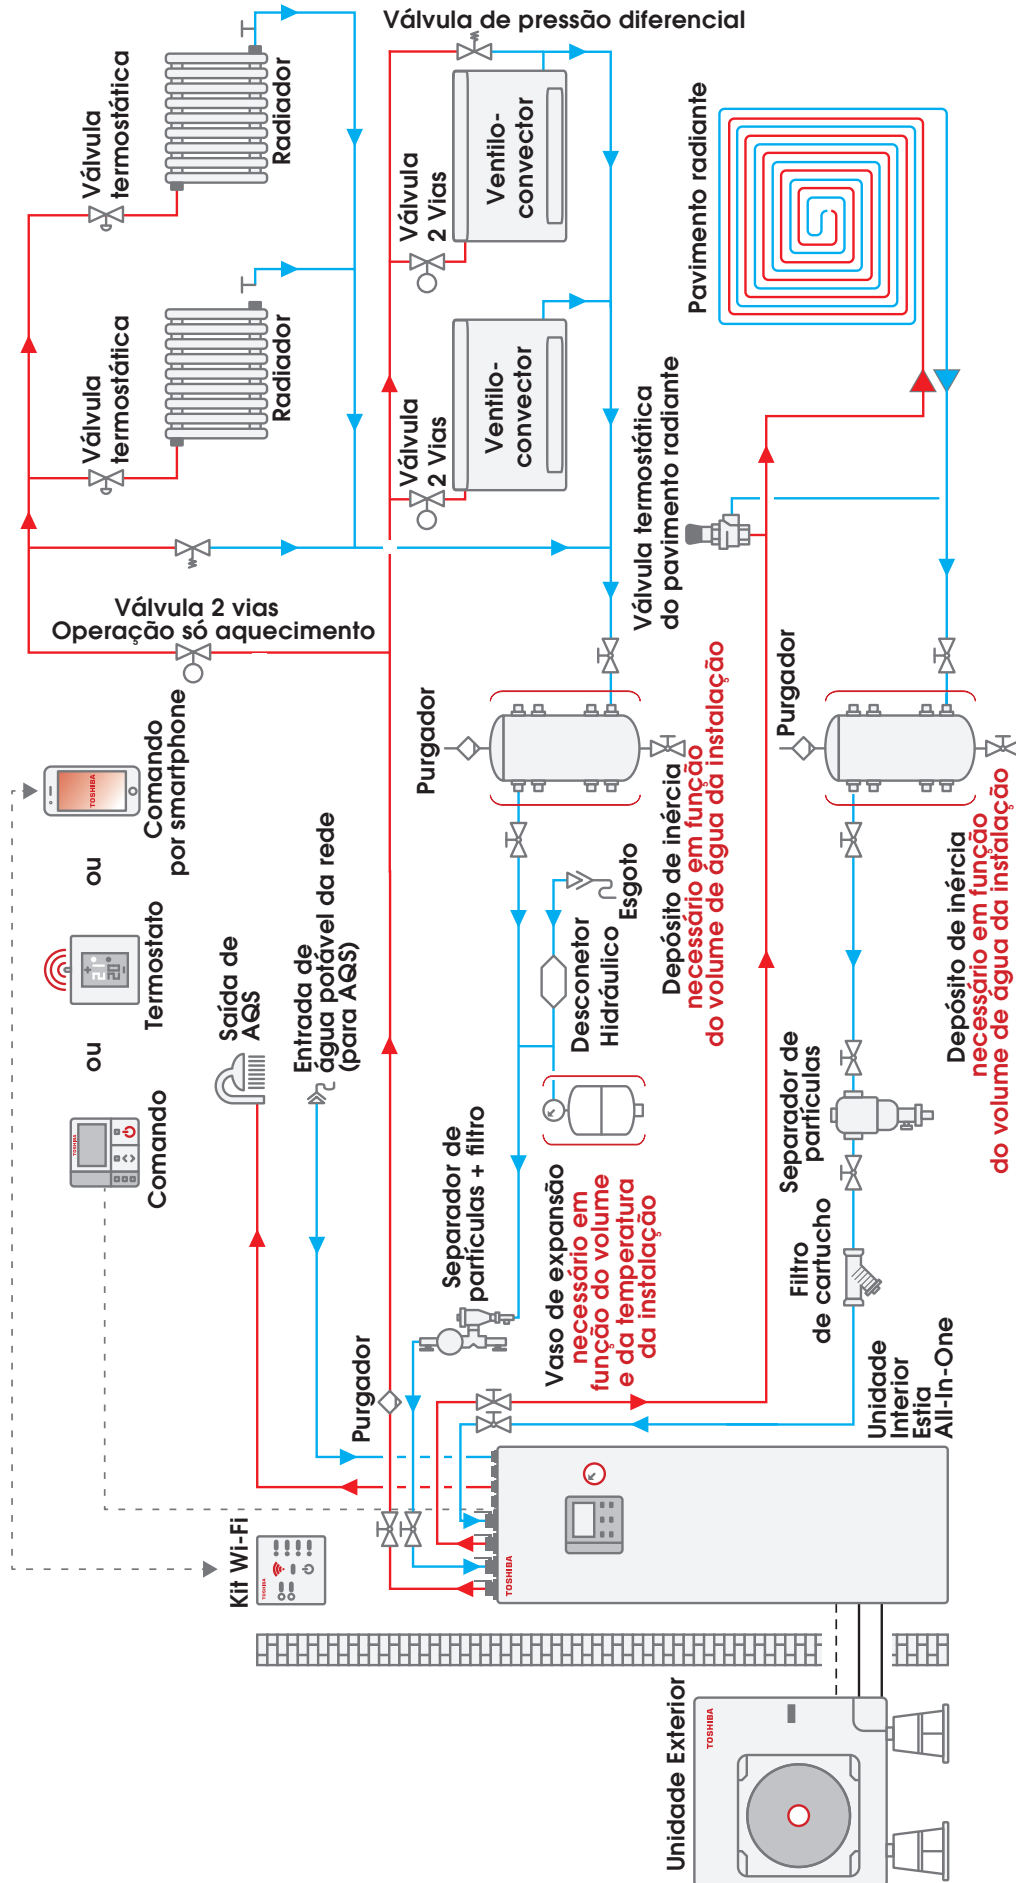 Válvula de pressão diferencial
Válvula
termostática
Radiador
Válvula
termostática
Radiador
Válvula
2 Vias
Ventilo-
convector
Válvula
2 Vias
Ventilo-
convector
Pavimento radiante
Válvula termostática
do pavimento radiante
Válvula 2 vias
Operação só aquecimento
Purgador
Purgador
Depósito de inércia
necessário em função
do volume de água da instalação
Depósito de inércia
necessário em função
do volume de água da instalação
TOSHIBA
Comando
por smartphone
ou
21
20
Termostato
ou
TOSHIBA
Comando
Saída de
AQS
Entrada de
água potável da rede
(para AQS)
Esgoto
Desconetor
Hidráulico
Separador de
partículas + filtro
Vaso de expansão
necessário em
função do volume
e da temperatura
da instalação
Separador de
partículas
Filtro
de cartucho
Purgador
Unidade
Interior
Estia
All-In-One
Kit Wi-Fi
TOSHIBA
TOSHIBA
Unidade Exterior
TOSHIBA